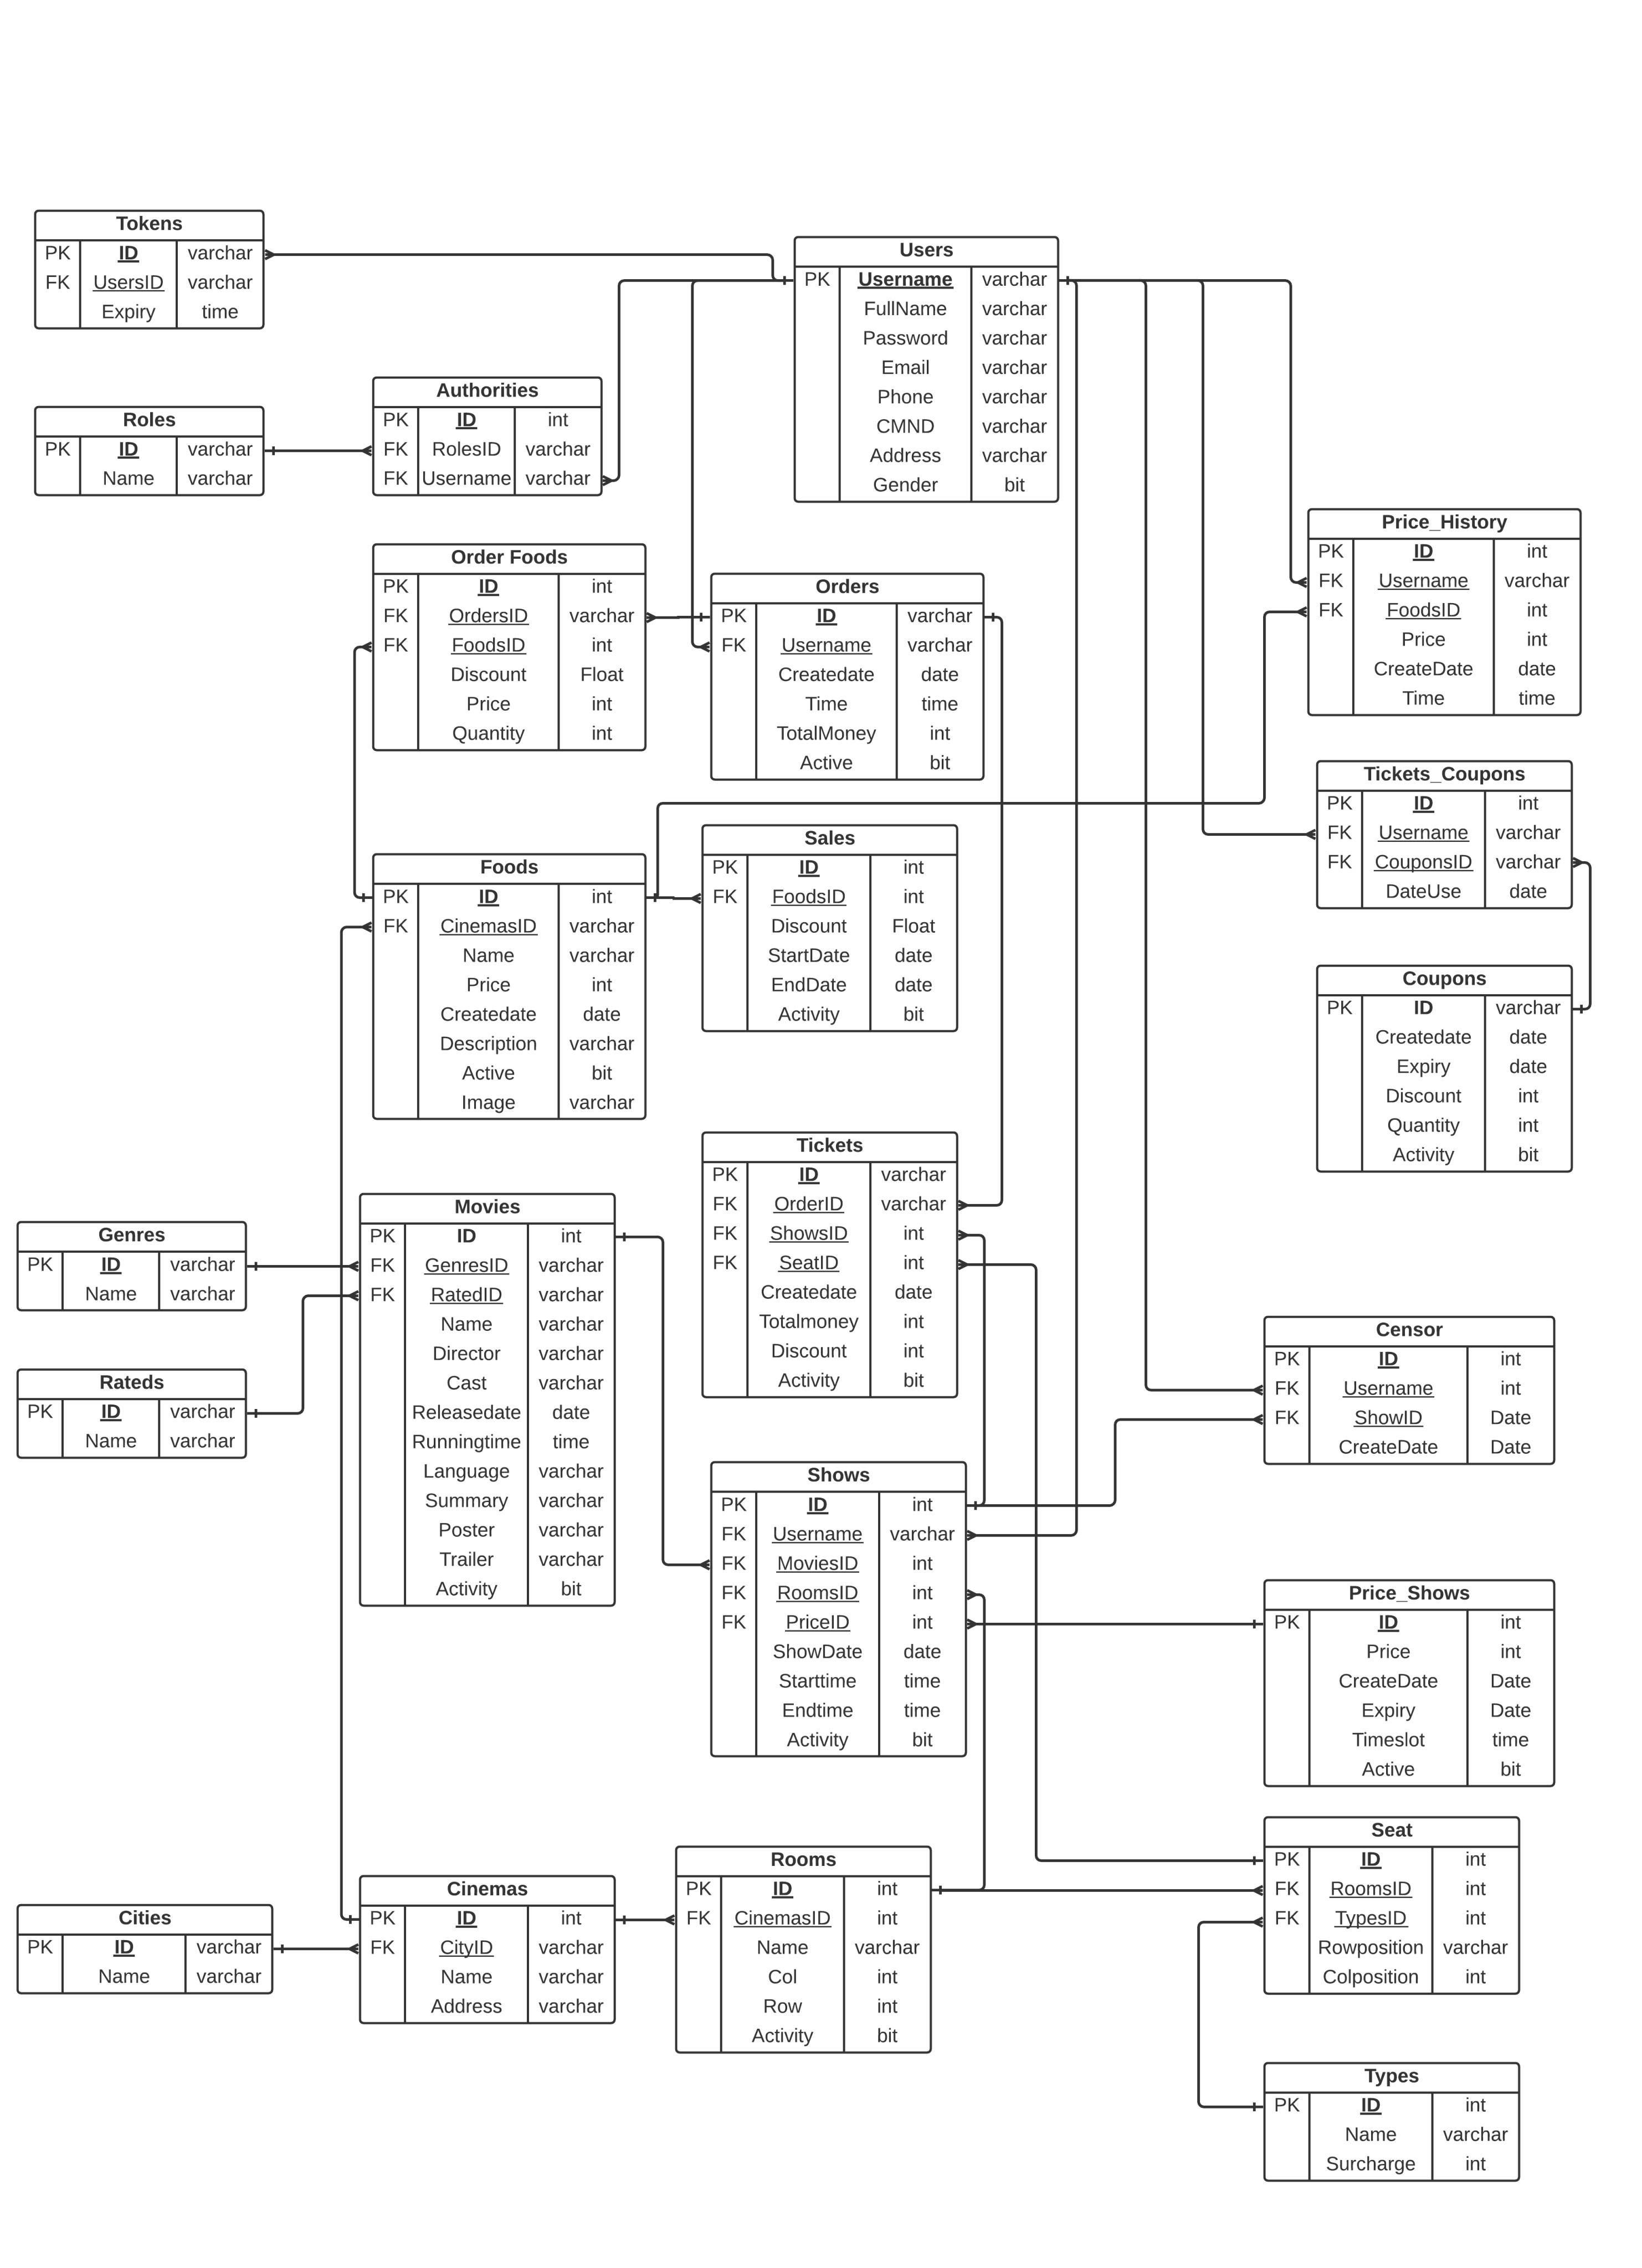 Tokens
PK ID varchar
FK UsersID varchar
Expiry time
Users
PK Username varchar
FullName varchar
Password varchar
Email varchar
Phone varchar
CMND varchar
Address varchar
Gender bit
Roles
PK ID varchar
Name varchar
Authorities
PK ID int
FK RolesID varchar
FK Username varchar
Price_History
PK ID int
FK Username varchar
FK FoodsID int
Price int
CreateDate date
Time time
Order Foods
PK ID int
FK OrdersID varchar
FK FoodsID int
Discount Float
Price int
Quantity int
Orders
PK ID varchar
FK Username varchar
Createdate date
Time time
TotalMoney int
Active bit
Tickets_Coupons
PK ID int
FK Username varchar
FK CouponsID varchar
DateUse date
Foods
PK ID int
FK CinemasID varchar
Name varchar
Price int
Createdate date
Description varchar
Active bit
Image varchar
Sales
PK ID int
FK FoodsID int
Discount Float
StartDate date
EndDate date
Activity bit
Coupons
PK ID varchar
Createdate date
Expiry date
Discount int
Quantity int
Activity bit
Tickets
PK ID varchar
FK OrderID varchar
FK ShowsID int
FK SeatID int
Createdate date
Totalmoney int
Discount int
Activity bit
Genres
PK ID varchar
Name varchar
Movies
PK ID int
FK GenresID varchar
FK RatedID varchar
Name varchar
Director varchar
Cast varchar
Releasedate date
Runningtime time
Language varchar
Summary varchar
Poster varchar
Trailer varchar
Activity bit
Rateds
PK ID varchar
Name varchar
Censor
PK ID int
FK Username int
FK ShowID Date
CreateDate Date
Shows
PK ID int
FK Username varchar
FK MoviesID int
FK RoomsID int
FK PriceID int
ShowDate date
Starttime time
Endtime time
Activity bit
Price_Shows
PK ID int
Price int
CreateDate Date
Expiry Date
Timeslot time
Active bit
Seat
PK ID int
FK RoomsID int
FK TypesID int
Rowposition varchar
Colposition int
Cities
PK ID varchar
Name varchar
Cinemas
PK ID int
FK CityID varchar
Name varchar
Address varchar
Rooms
PK ID int
FK CinemasID int
Name varchar
Col int
Row int
Activity bit
Types
PK ID int
Name varchar
Surcharge int